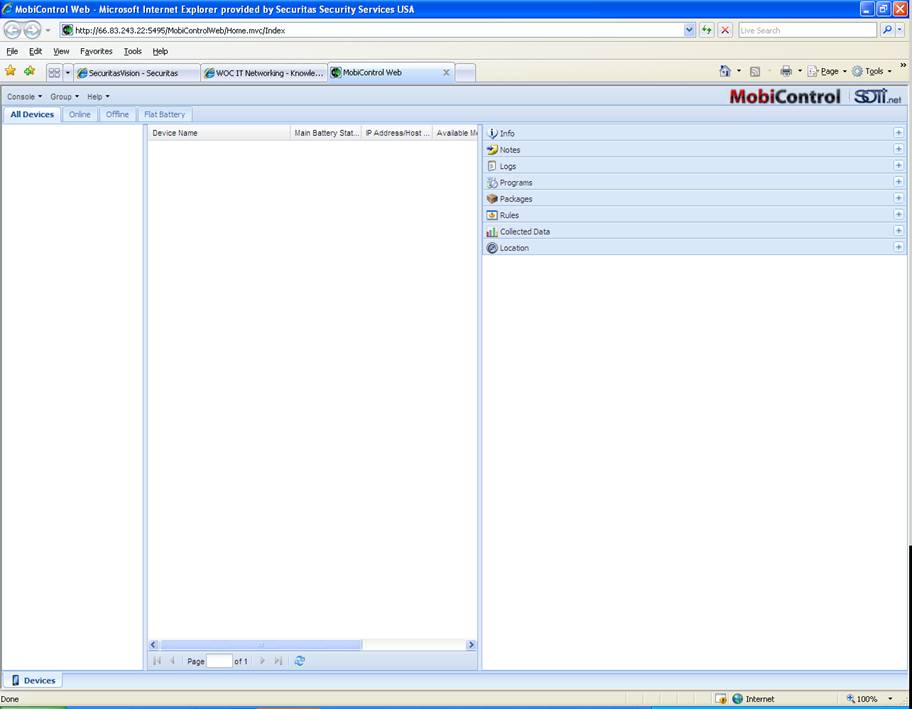 MobiControl Web - Microsoft Internet Explorer provided by Securitas Security Services USA
http://66.83.243.22:5495/MobiControlWeb/Home.mvc/Index
Live Search
File Edit View Favorites Tools Help
SecuritasVision - Securitas
WOC IT Networking - Knowle...
MobiControl Web
Page
Tools
Console Group Help
MobiControl SOTI.net
All Devices Online Offline Flat Battery
Device Name Main Battery Stat... IP Address/Host ... Available Me
Info
Notes
Logs
Programs
Packages
Rules
Collected Data
Location
Page of 1
Devices
Done Internet 100%